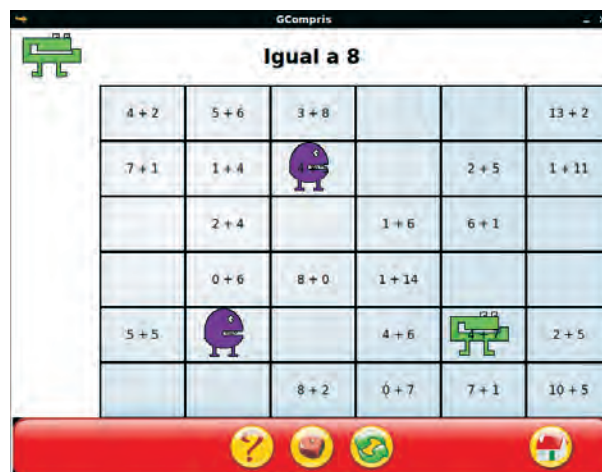 GCompris
Igual a 8
4 + 2 5 + 6 3 + 8 13 + 2
7 + 1 1 + 4 2 + 5 1 + 11
2 + 4 1 + 6 6 + 1
0 + 6 8 + 0 1 + 14
5 + 5 4 + 6 2 + 5
8 + 2 0 + 7 7 + 1 10 + 5
?